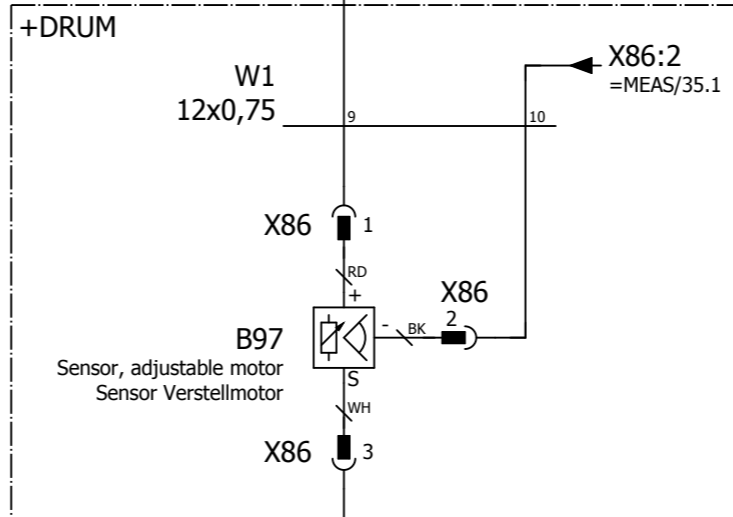 +DRUM
X86:2
=MEAS/35.1
W1
12x0,75
9
10
X86
1
RD
+
X86
2
-
BK
B97
Sensor, adjustable motor
Sensor Verstellmotor
S
WH
X86
3